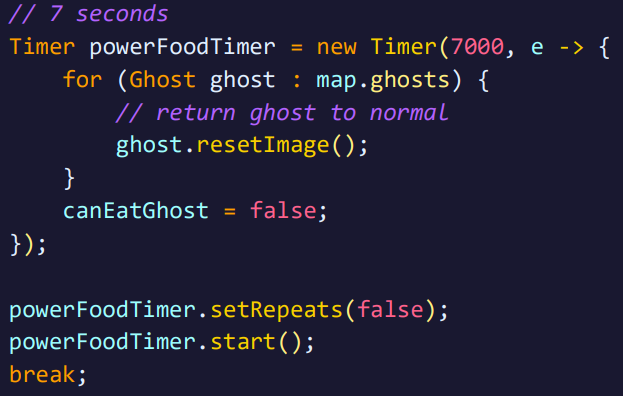 // 7 seconds
Timer powerFoodTimer = new Timer(7000, e -> {
    for (Ghost ghost : map.ghosts) {
        // return ghost to normal
        ghost.resetImage();
    }
    canEatGhost = false;
});

powerFoodTimer.setRepeats(false);
powerFoodTimer.start();
break;